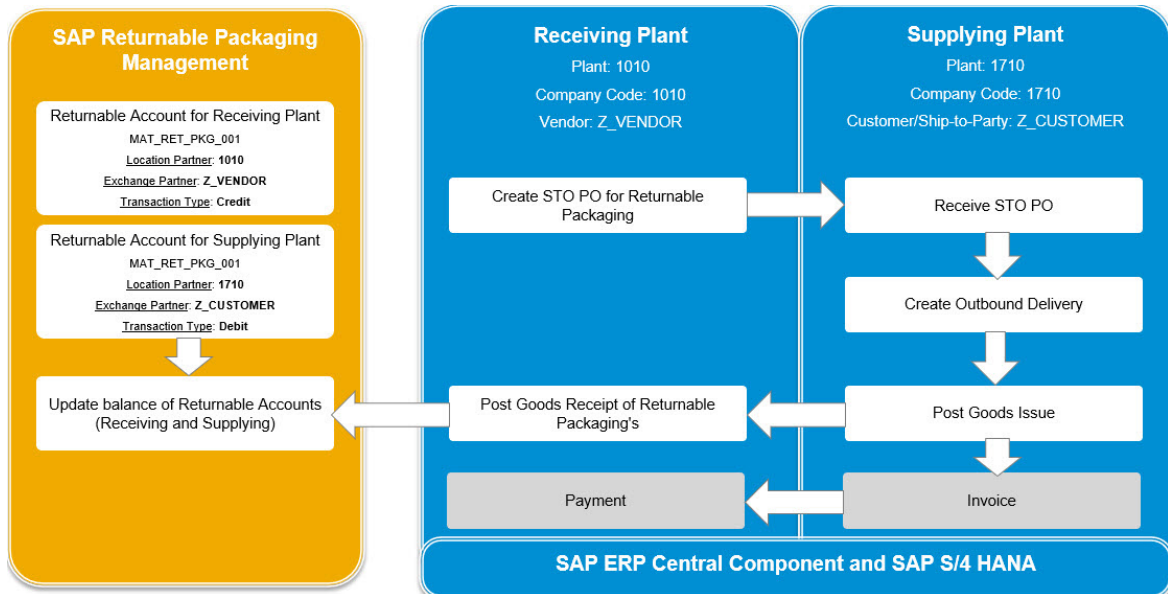 SAP Returnable Packaging
Management
Returnable Account for Receiving Plant
MAT_RET_PKG_001
Location Partner: 1010
Exchange Partner: Z_VENDOR
Transaction Type: Credit
Returnable Account for Supplying Plant
MAT_RET_PKG_001
Location Partner: 1710
Exchange Partner: Z_CUSTOMER
Transaction Type: Debit
Update balance of Returnable Accounts
(Receiving and Supplying)
Receiving Plant
Plant: 1010
Company Code: 1010
Vendor: Z_VENDOR
Create STO PO for Returnable
Packaging
Post Goods Receipt of Returnable
Packaging's
Payment
Supplying Plant
Plant: 1710
Company Code: 1710
Customer/Ship-to-Party: Z_CUSTOMER
Receive STO PO
Create Outbound Delivery
Post Goods Issue
Invoice
SAP ERP Central Component and SAP S/4 HANA